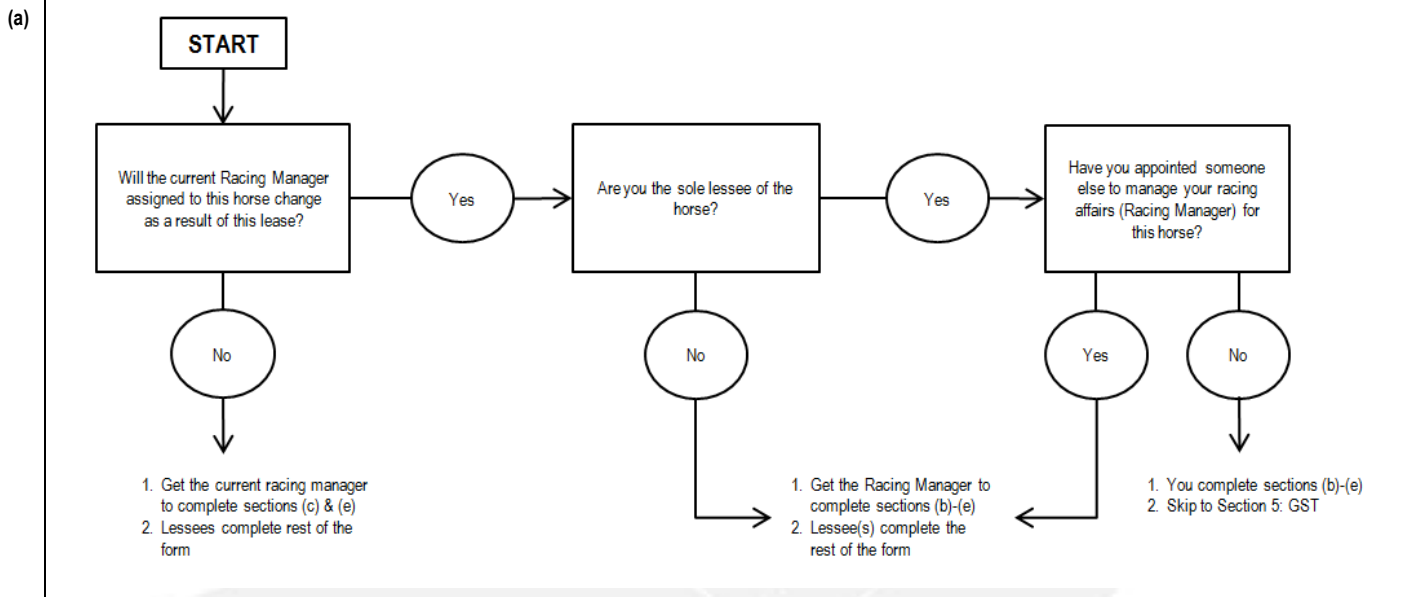 (a)
START
Will the current Racing Manager
assigned to this horse change
as a result of this lease?
Yes
Are you the sole lessee of the
horse?
Yes
Have you appointed someone
else to manage your racing
affairs (Racing Manager) for
this horse?
No
No
Yes
No
1. Get the current racing manager
to complete sections (c) & (e)
2. Lessees complete rest of the
form
1. Get the Racing Manager to
complete sections (b)-(e)
2. Lessee(s) complete the
rest of the form
1. You complete sections (b)-(e)
2. Skip to Section 5: GST